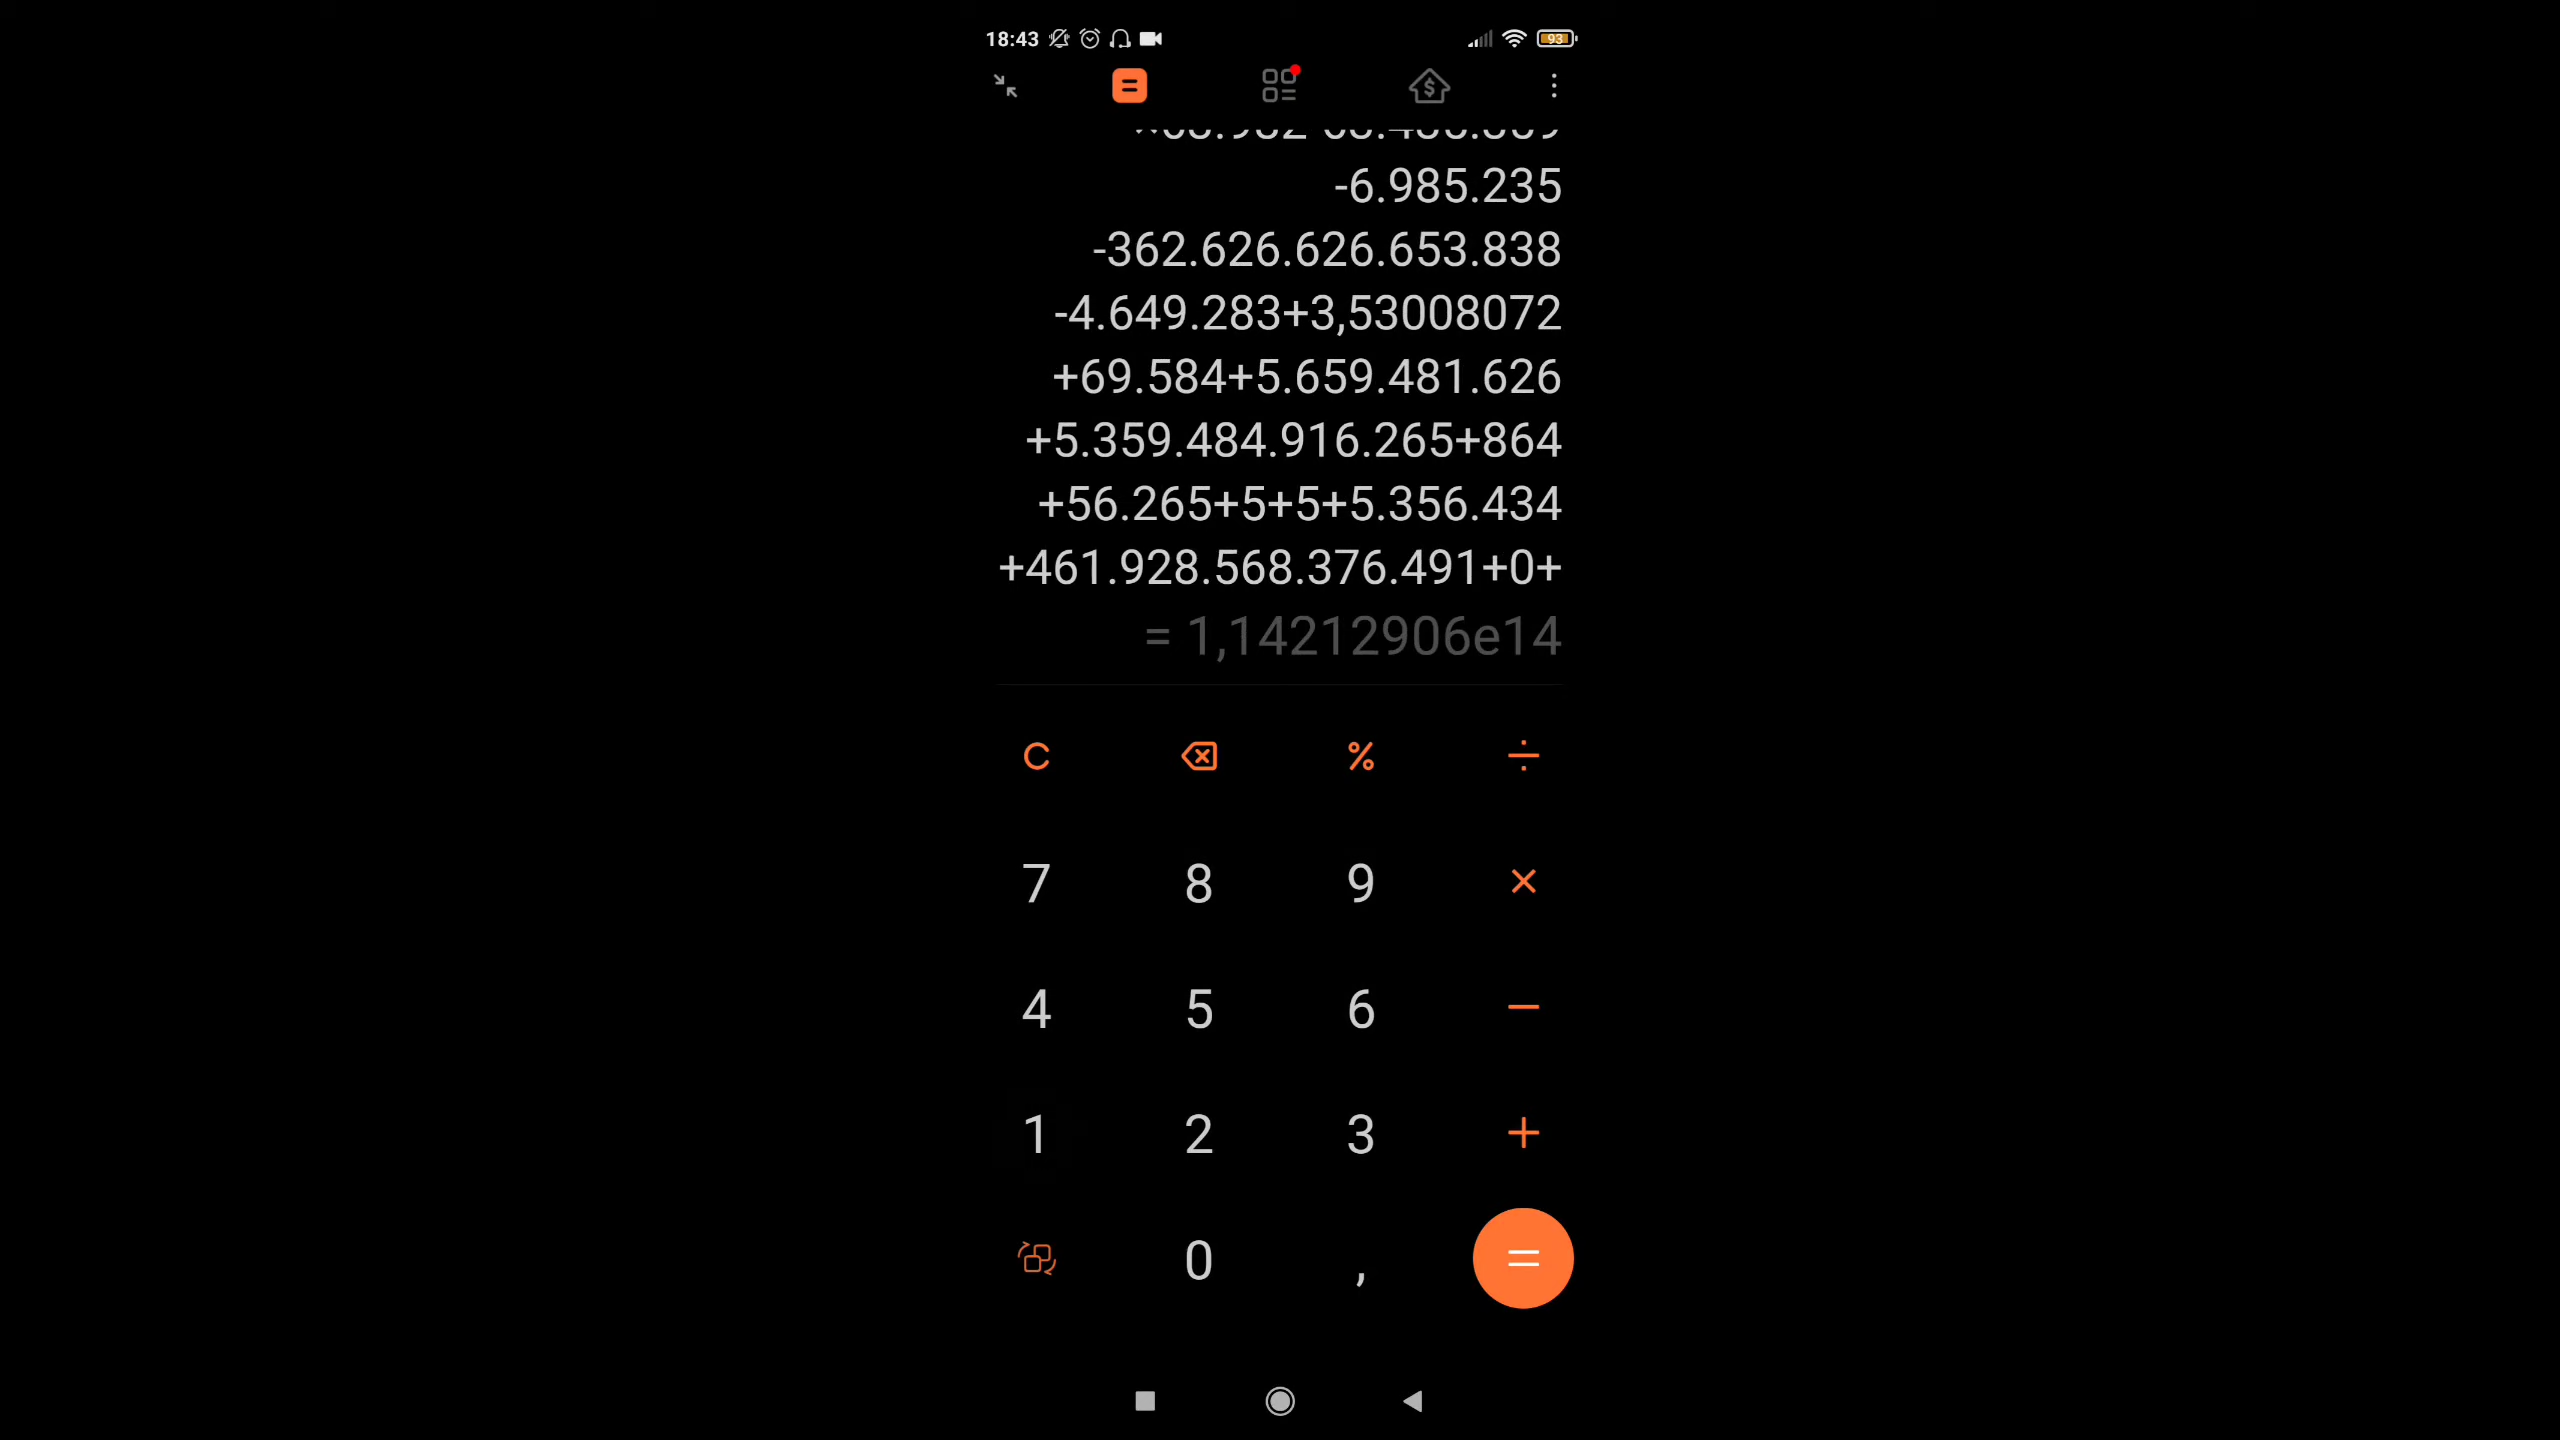 18:43
93
-6.985.235
-362.626.626.653.838
-4.649.283+3,53008072
+69.584+5.659.481.626
+5.359.484.916.265+864
+56.265+5+5+5.356.434
+461.928.568.376.491+0+
= 1,14212906e14
C % ÷
7 8 9 ×
4 5 6 −
1 2 3 +
0 , =